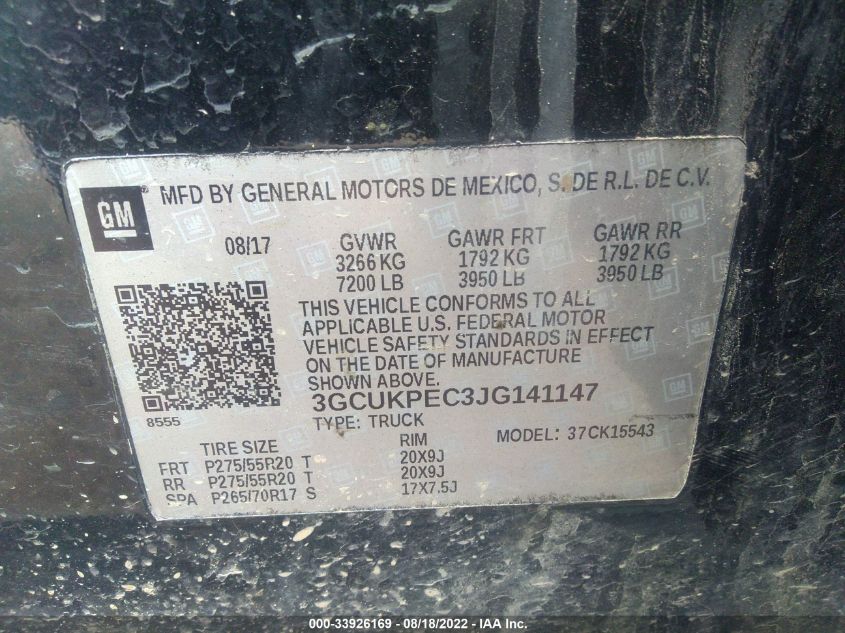 GM
MFD BY GENERAL MOTORS DE MEXICO, S. DE R.L. DE C.V.
08/17 GVWR GAWR FRT GAWR RR
3266 KG 1792 KG 1792 KG
7200 LB 3950 LB 3950 LB
THIS VEHICLE CONFORMS TO ALL
APPLICABLE U.S. FEDERAL MOTOR
VEHICLE SAFETY STANDARDS IN EFFECT
ON THE DATE OF MANUFACTURE
SHOWN ABOVE.
3GCUKPEC3JG141147
8555 TYPE: TRUCK MODEL: 37CK15543
TIRE SIZE RIM
FRT P275/55R20 T 20X9J
RR P275/55R20 T 20X9J
SPA P265/70R17 S 17X7.5J
000-33926169 - 08/18/2022 - IAA Inc.